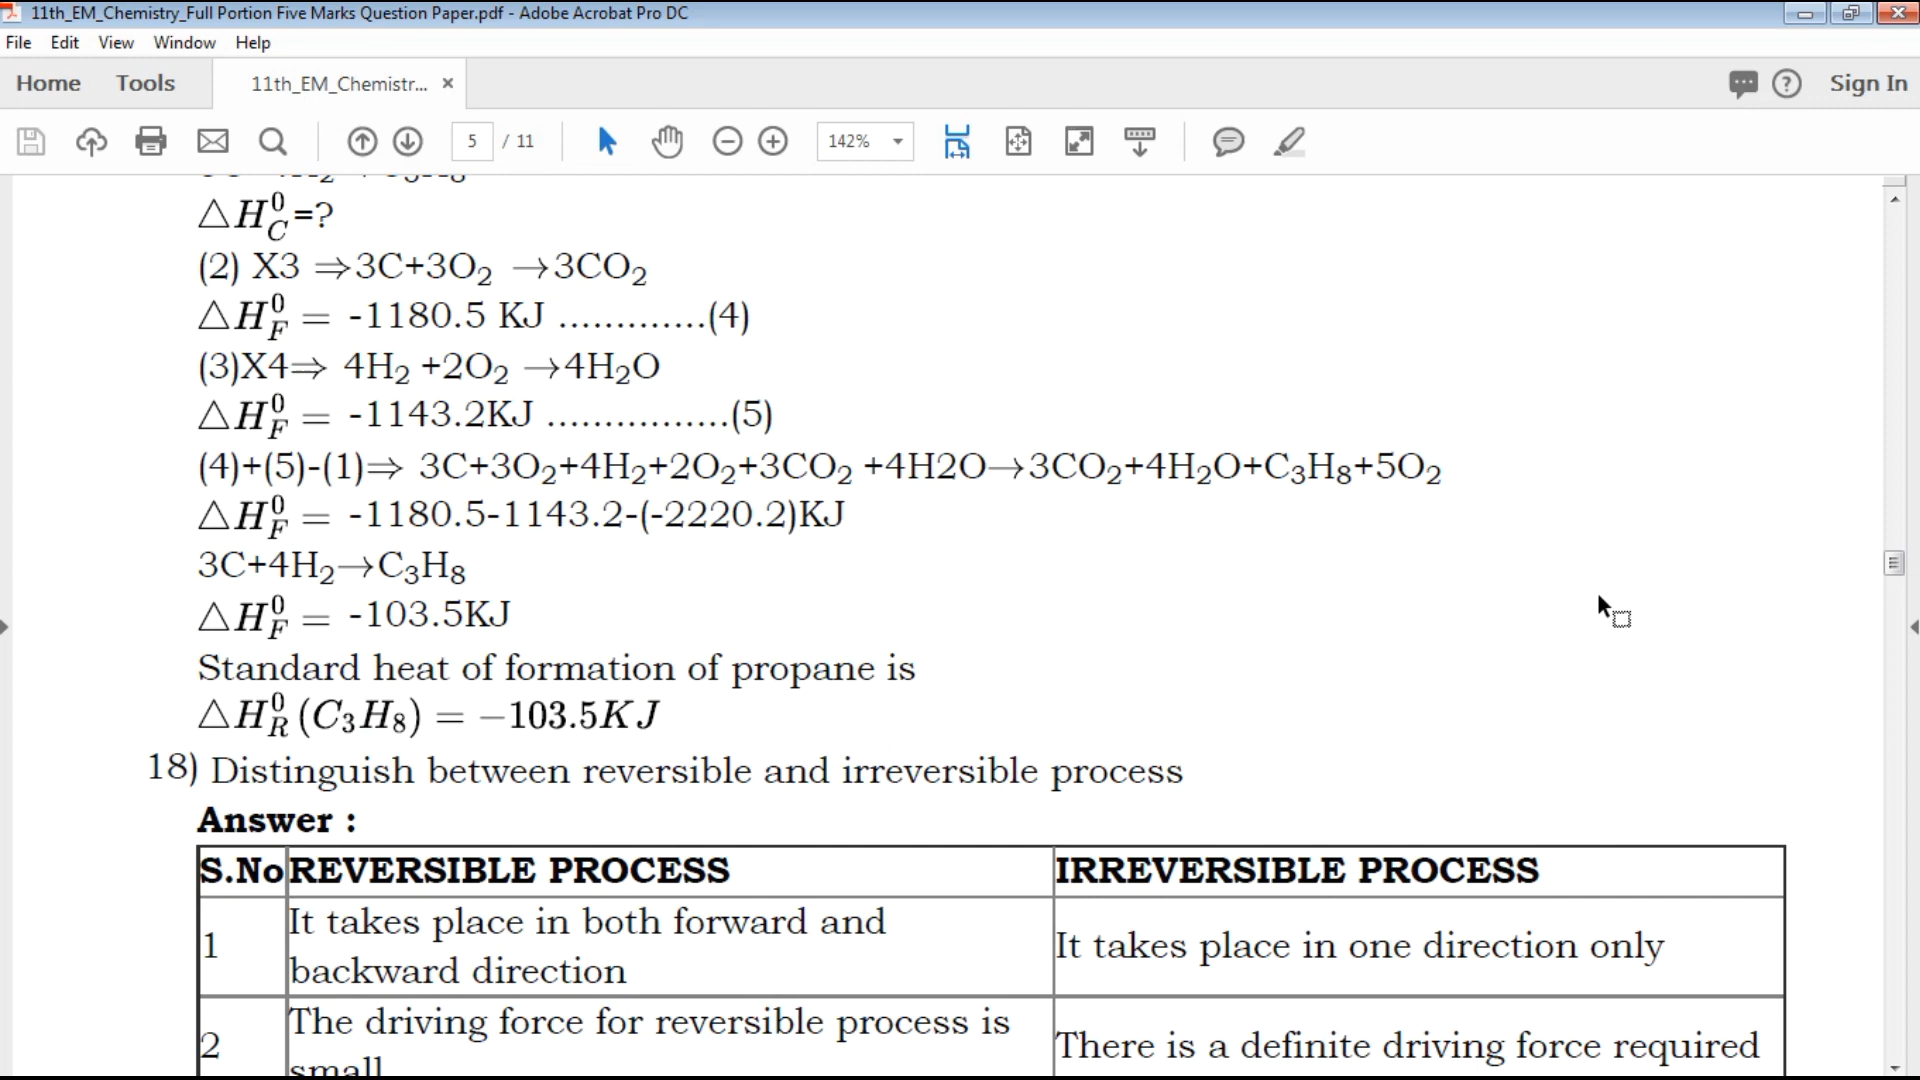 11th_EM_Chemistry_Full Portion Five Marks Question Paper.pdf - Adobe Acrobat Pro DC
File Edit View Window Help
Home Tools 11th_EM_Chemistr... × Sign In
5 / 11 142%
△H⁰C=?
(2) X3 ⇒3C+3O₂ →3CO₂
△H⁰F = -1180.5 KJ .............(4)
(3)X4⇒ 4H₂ +2O₂ →4H₂O
△H⁰F = -1143.2KJ ................(5)
(4)+(5)-(1)⇒ 3C+3O₂+4H₂+2O₂+3CO₂ +4H2O→3CO₂+4H₂O+C₃H₈+5O₂
△H⁰F = -1180.5-1143.2-(-2220.2)KJ
3C+4H₂→C₃H₈
△H⁰F = -103.5KJ
Standard heat of formation of propane is
△H⁰R (C₃H₈) = −103.5KJ
18) Distinguish between reversible and irreversible process
Answer :
S.No REVERSIBLE PROCESS IRREVERSIBLE PROCESS
1 It takes place in both forward and backward direction It takes place in one direction only
2 The driving force for reversible process is small There is a definite driving force required